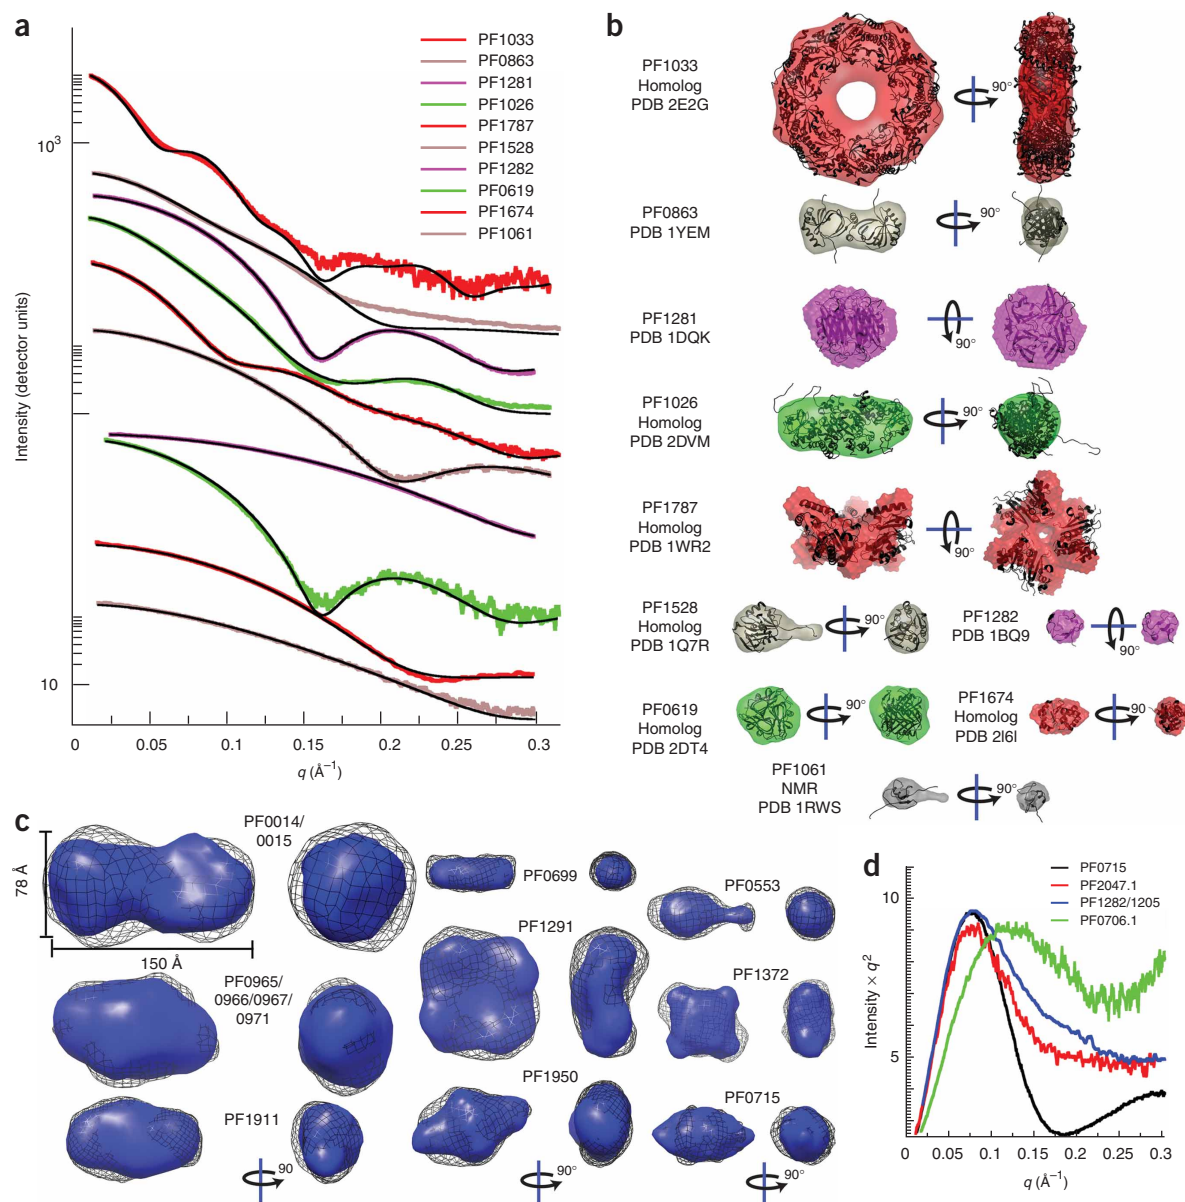 a
PF1033
PF0863
PF1281
PF1026
PF1787
PF1528
PF1282
PF0619
PF1674
PF1061
10³
10
Intensity (detector units)
0 0.05 0.1 0.15 0.2 0.25 0.3
q (Å⁻¹)
b
PF1033
Homolog
PDB 2E2G
90°
PF0863
PDB 1YEM
90°
PF1281
PDB 1DQK
90°
PF1026
Homolog
PDB 2DVM
90°
PF1787
Homolog
PDB 1WR2
90°
PF1528
Homolog
PDB 1Q7R
90°
PF1282
PDB 1BQ9
90°
PF0619
Homolog
PDB 2DT4
90°
PF1674
Homolog
PDB 2I6I
90
PF1061
NMR
PDB 1RWS
90°
c
PF0014/
0015
78 Å
150 Å
PF0699
PF0553
PF1291
PF0965/
0966/0967/
0971
PF1372
PF1950
PF0715
PF1911
90
90°
90°
d
PF0715
PF2047.1
PF1282/1205
PF0706.1
10
5
Intensity × q²
0 0.05 0.1 0.15 0.2 0.25 0.3
q (Å⁻¹)